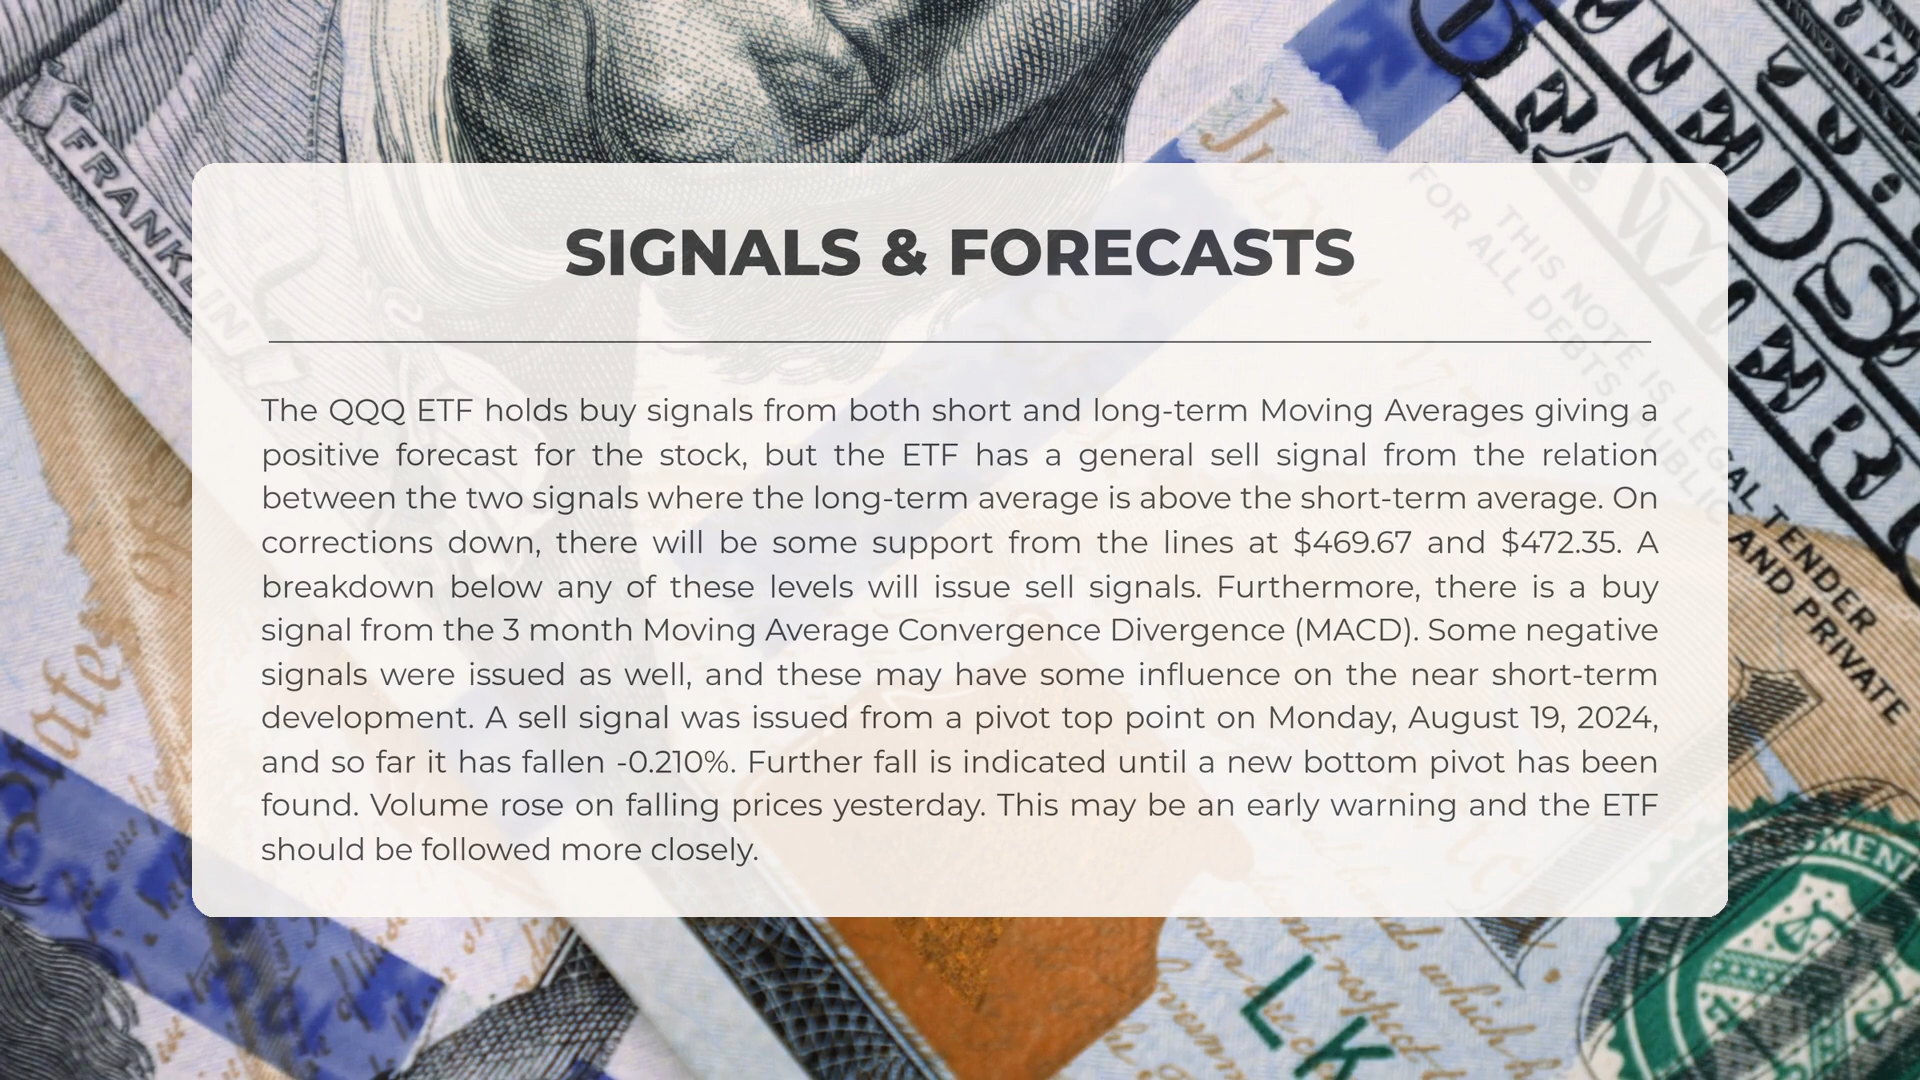 FRANKLIN
JULY 4, 177
THIS NOTE IS LEGAL TENDER
FOR ALL DEBTS, PUBLIC AND PRIVATE
SIGNALS & FORECASTS
The QQQ ETF holds buy signals from both short and long-term Moving Averages giving a
positive forecast for the stock, but the ETF has a general sell signal from the relation
between the two signals where the long-term average is above the short-term average. On
corrections down, there will be some support from the lines at $469.67 and $472.35. A
breakdown below any of these levels will issue sell signals. Furthermore, there is a buy
signal from the 3 month Moving Average Convergence Divergence (MACD). Some negative
signals were issued as well, and these may have some influence on the near short-term
development. A sell signal was issued from a pivot top point on Monday, August 19, 2024,
and so far it has fallen -0.210%. Further fall is indicated until a new bottom pivot has been
found. Volume rose on falling prices yesterday. This may be an early warning and the ETF
should be followed more closely.
L K